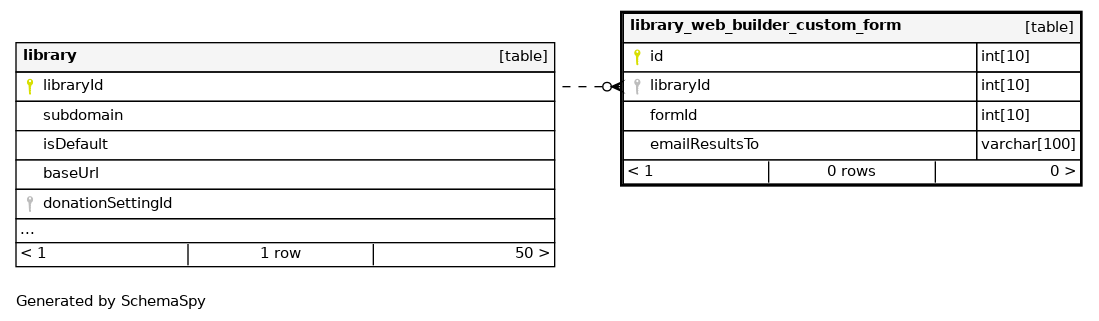 library [table]
libraryId
subdomain
isDefault
baseUrl
donationSettingId
...
< 1 1 row 50 >
library_web_builder_custom_form [table]
id int[10]
libraryId int[10]
formId int[10]
emailResultsTo varchar[100]
< 1 0 rows 0 >
Generated by SchemaSpy